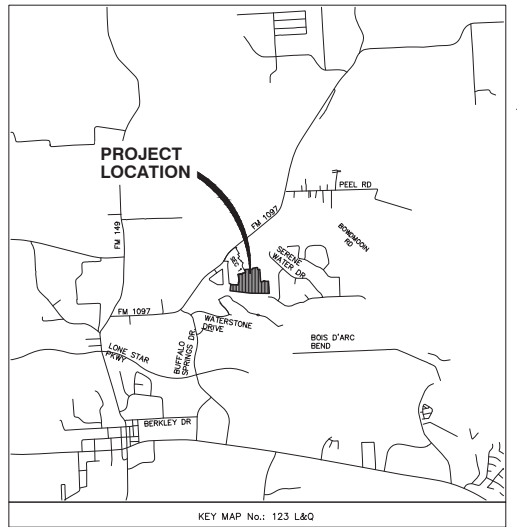 PROJECT
LOCATION
PEEL RD
FM 1097
BOWDMOOIN
RD
FM 149
SERENE
WATER DR
FM 1097
WATERSTONE
DRIVE
BUFFALO
SPRINGS DR
BOIS D'ARC
BEND
LONE STAR
PKWY
BERKLEY DR
KEY MAP No.: 123 L&Q